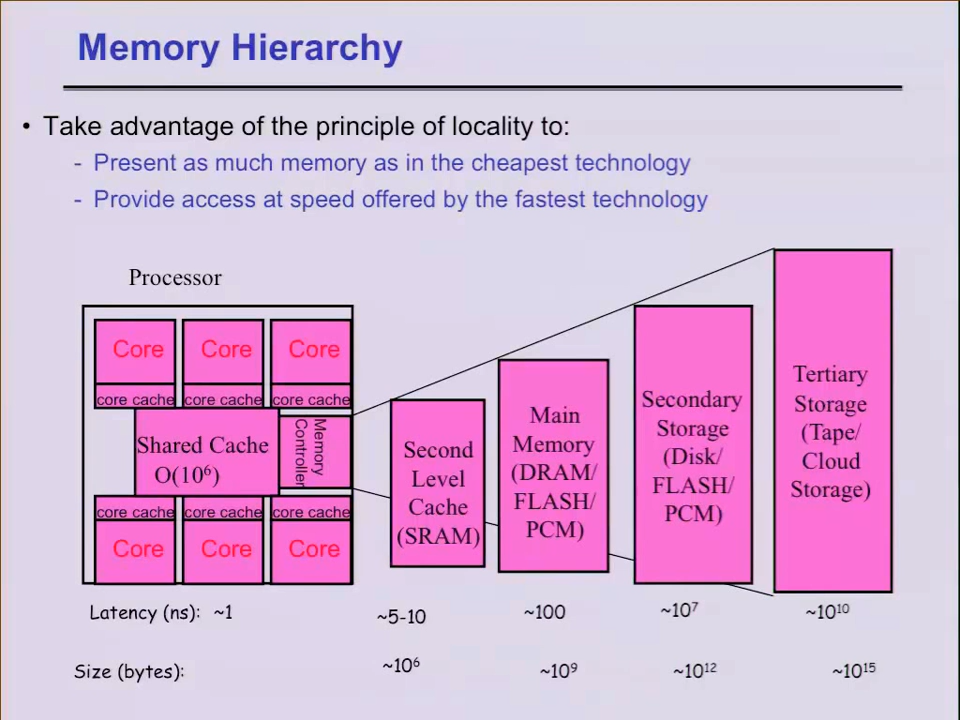 Memory Hierarchy
• Take advantage of the principle of locality to:
- Present as much memory as in the cheapest technology
- Provide access at speed offered by the fastest technology
Processor
Core Core Core
core cache core cache core cache
Shared Cache
O(10⁶)
Memory
Controller
core cache core cache core cache
Core Core Core
Second
Level
Cache
(SRAM)
Main
Memory
(DRAM/
FLASH/
PCM)
Secondary
Storage
(Disk/
FLASH/
PCM)
Tertiary
Storage
(Tape/
Cloud
Storage)
Latency (ns): ~1 ~5-10 ~100 ~10⁷ ~10¹⁰
Size (bytes): ~10⁶ ~10⁹ ~10¹² ~10¹⁵